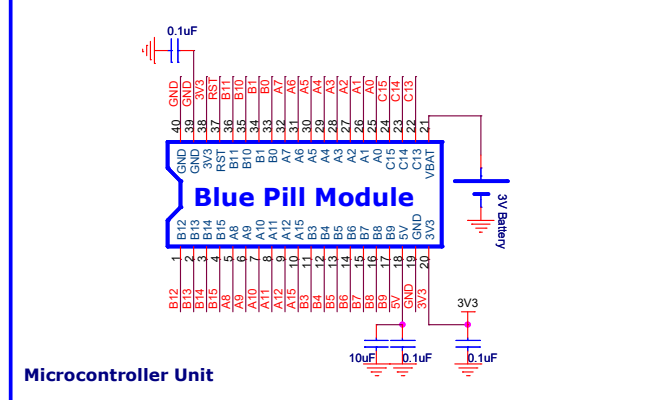 0.1uF
GND GND 3V3 RST B11 B10 B1 B0 A7 A6 A5 A4 A3 A2 A1 A0 C15 C14 C13
40 39 38 37 36 35 34 33 32 31 30 29 28 27 26 25 24 23 22 21
GND GND 3V3 RST B11 B10 B1 B0 A7 A6 A5 A4 A3 A2 A1 A0 C15 C14 C13 VBAT
Blue Pill Module
3V Battery
B12 B13 B14 B15 A8 A9 A10 A11 A12 A15 B3 B4 B5 B6 B7 B8 B9 5V GND 3V3
1 2 3 4 5 6 7 8 9 10 11 12 13 14 15 16 17 18 19 20
B12 B13 B14 B15 A8 A9 A10 A11 A12 A15 B3 B4 B5 B6 B7 B8 B9 5V GND 3V3
3V3
10uF 0.1uF 0.1uF
Microcontroller Unit